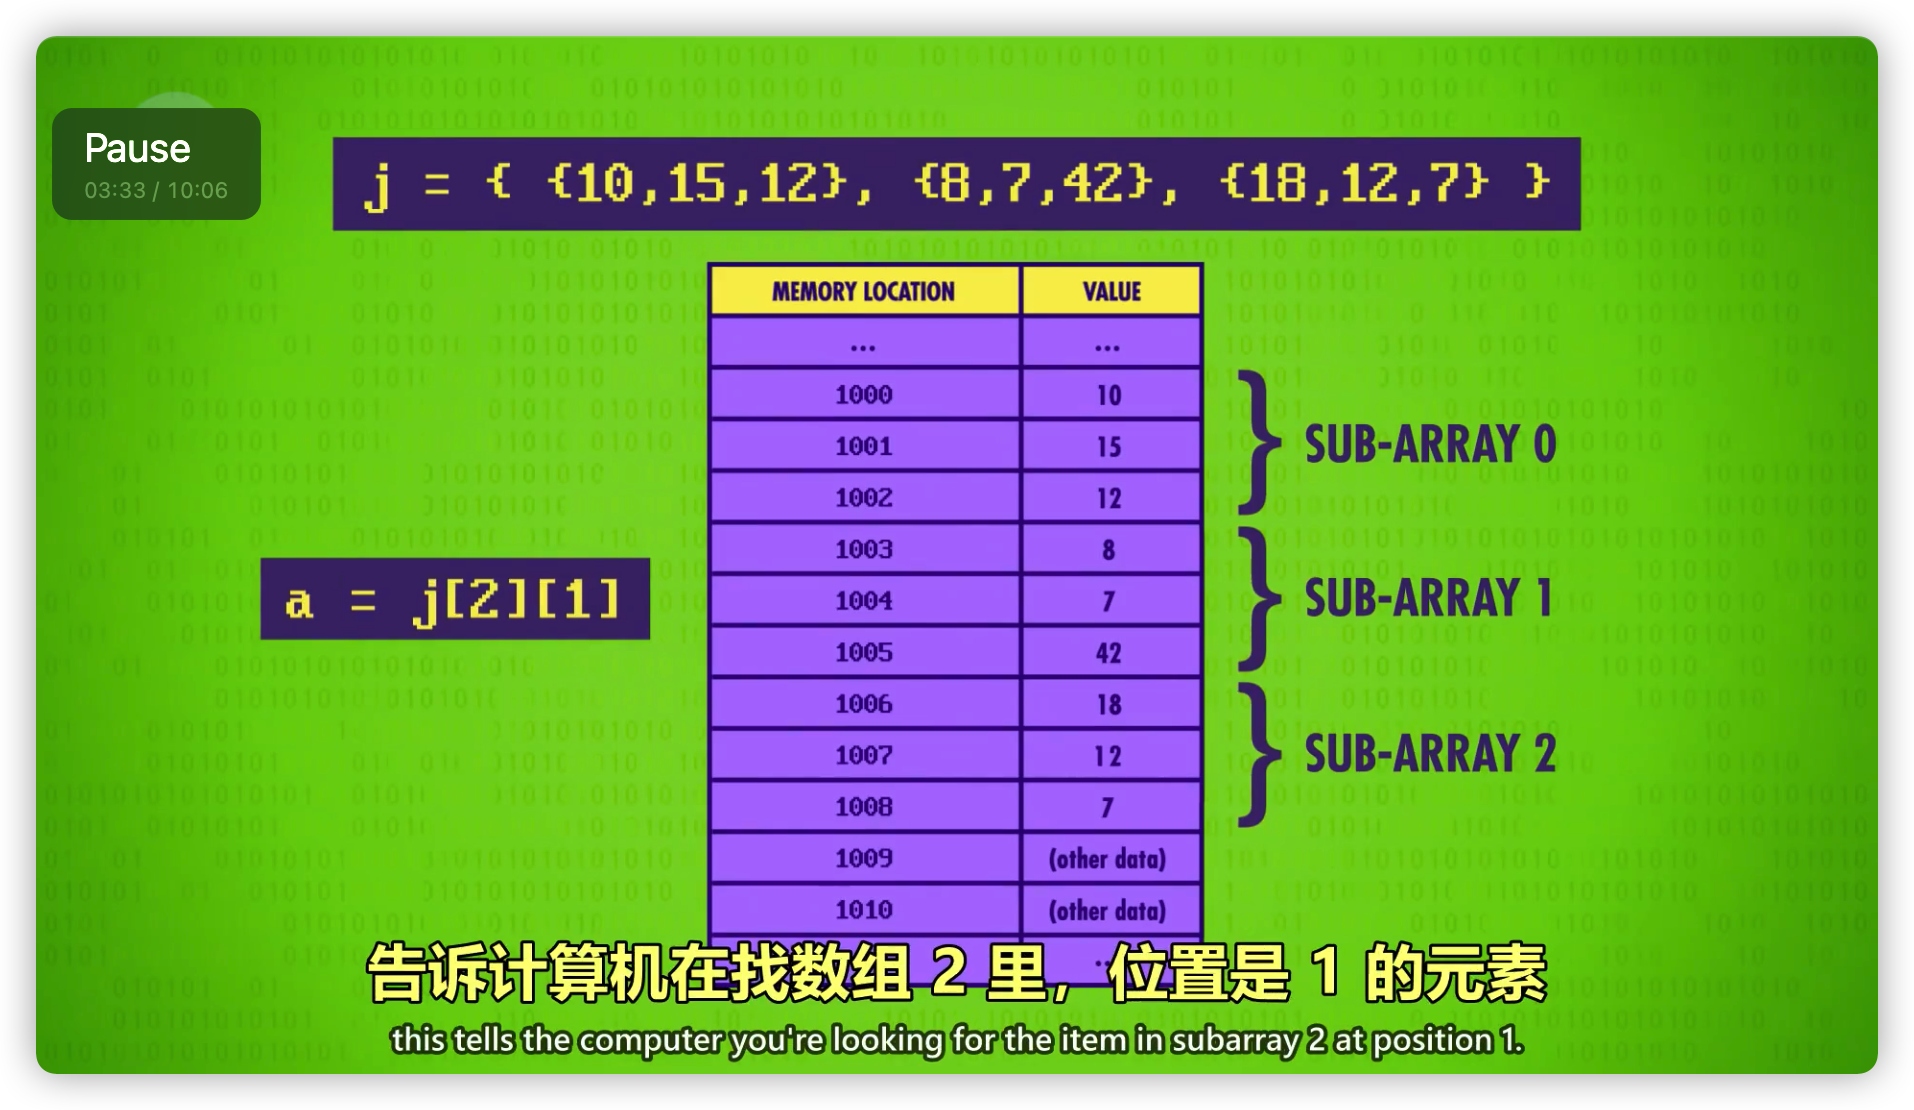 Pause
03:33 / 10:06
j = { {10,15,12}, {8,7,42}, {18,12,7} }
MEMORY LOCATION VALUE
... ...
1000 10
1001 15
1002 12
SUB-ARRAY 0
1003 8
1004 7
1005 42
SUB-ARRAY 1
a = j[2][1]
1006 18
1007 12
1008 7
SUB-ARRAY 2
1009 (other data)
1010 (other data)
告诉计算机在找数组 2 里，位置是 1 的元素
this tells the computer you're looking for the item in subarray 2 at position 1.